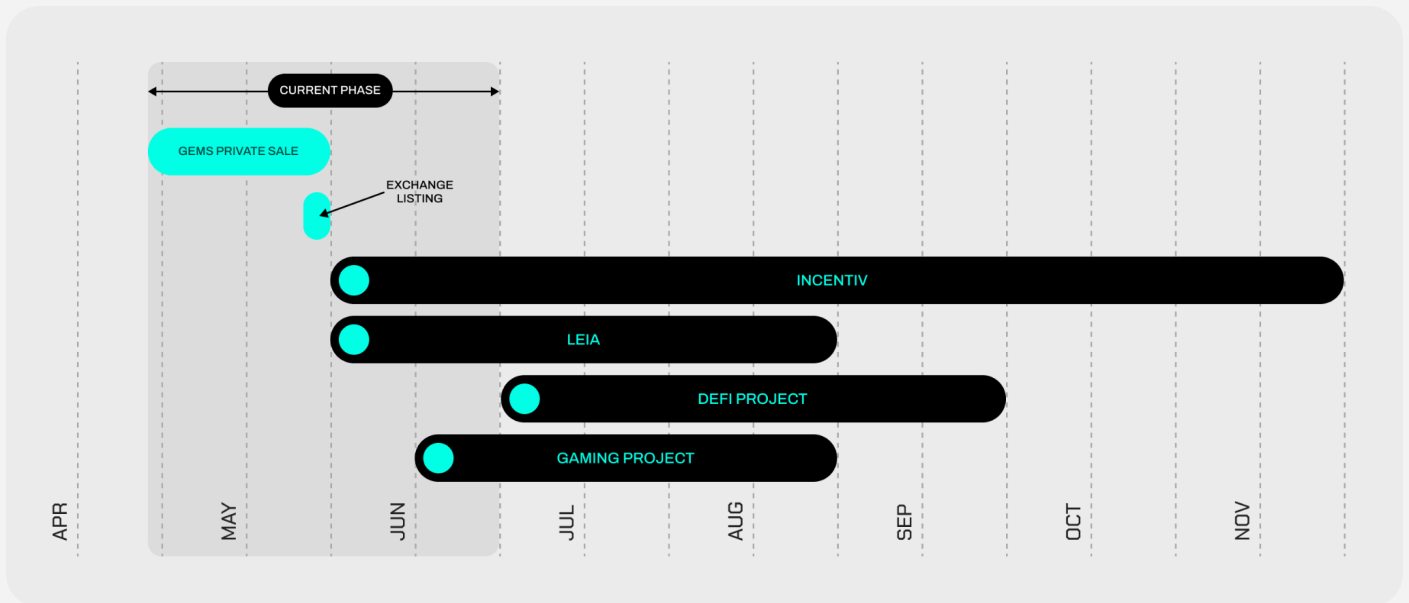 CURRENT PHASE
GEMS PRIVATE SALE
EXCHANGE
LISTING
INCENTIV
LEIA
DEFI PROJECT
GAMING PROJECT
APR
MAY
JUN
JUL
AUG
SEP
OCT
NOV